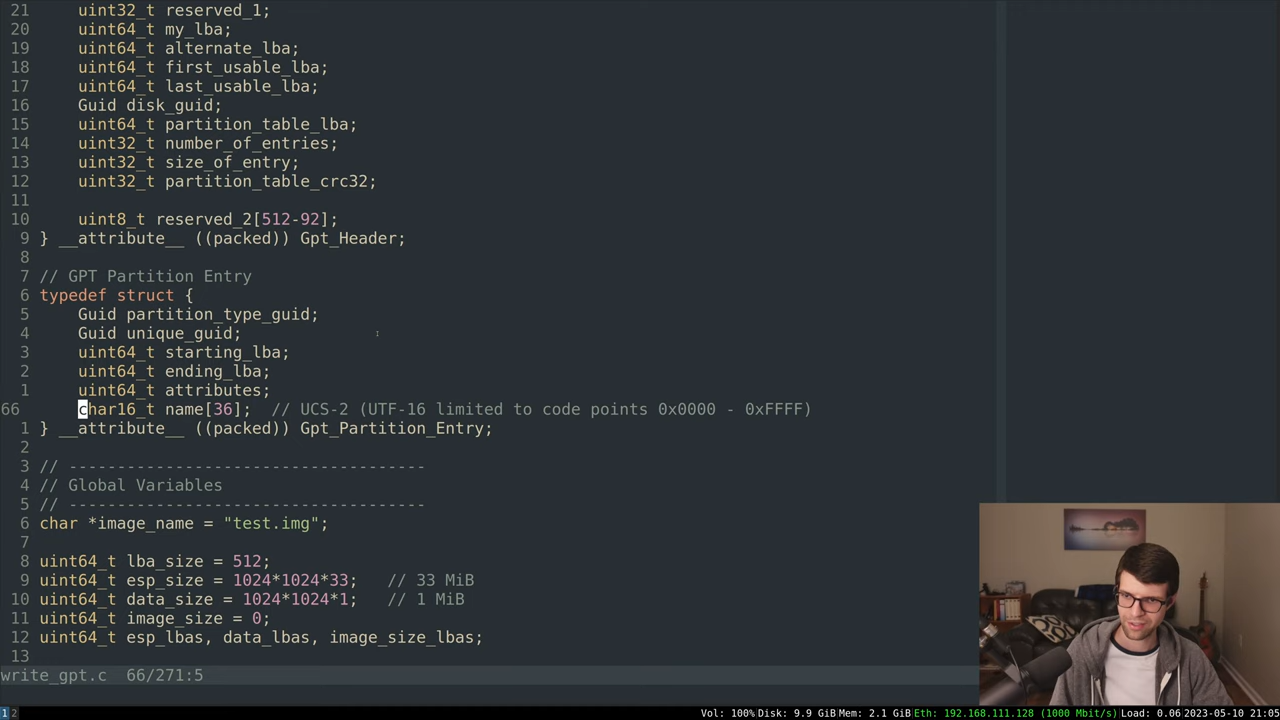 21 uint32_t reserved_1;
20 uint64_t my_lba;
19 uint64_t alternate_lba;
18 uint64_t first_usable_lba;
17 uint64_t last_usable_lba;
16 Guid disk_guid;
15 uint64_t partition_table_lba;
14 uint32_t number_of_entries;
13 uint32_t size_of_entry;
12 uint32_t partition_table_crc32;
11
10 uint8_t reserved_2[512-92];
9 } __attribute__ ((packed)) Gpt_Header;
8
7 // GPT Partition Entry
6 typedef struct {
5 Guid partition_type_guid;
4 Guid unique_guid;
3 uint64_t starting_lba;
2 uint64_t ending_lba;
1 uint64_t attributes;
66 char16_t name[36]; // UCS-2 (UTF-16 limited to code points 0x0000 - 0xFFFF)
1 } __attribute__ ((packed)) Gpt_Partition_Entry;
2
3 // -------------------------------------
4 // Global Variables
5 // -------------------------------------
6 char *image_name = "test.img";
7
8 uint64_t lba_size = 512;
9 uint64_t esp_size = 1024*1024*33; // 33 MiB
10 uint64_t data_size = 1024*1024*1; // 1 MiB
11 uint64_t image_size = 0;
12 uint64_t esp_lbas, data_lbas, image_size_lbas;
13
write_gpt.c 66/271:5
1 2 Vol: 100% Disk: 9.9 GiB Mem: 2.1 GiB Eth: 192.168.111.128 (1000 Mbit/s) Load: 0.06 2023-05-10 21:05